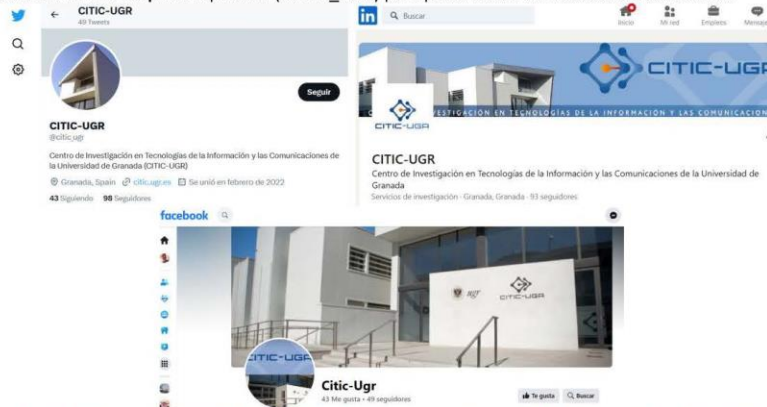 CITIC-UGR
49 Tweets
Seguir
CITIC-UGR
@citic_ugr
Centro de Investigación en Tecnologías de la Información y las Comunicaciones de
la Universidad de Granada (CITIC-UGR)
Granada, Spain citic.ugr.es Se unió en febrero de 2022
43 Siguiendo 98 Seguidores
in Buscar
Inicio Mi red Empleos
CITIC-UGR
ESTIGACIÓN EN TECNOLOGÍAS DE LA INFORMACIÓN Y LAS COMUNICACION
CITIC-UGR
CITIC-UGR
Centro de Investigación en Tecnologías de la Información y las Comunicaciones de la Universidad de
Granada
Servicios de investigación · Granada, Granada · 93 seguidores
facebook
ugr CITIC-UGR
CITIC-UGR
Citic-Ugr
43 Me gusta • 49 seguidores
Te gusta Buscar